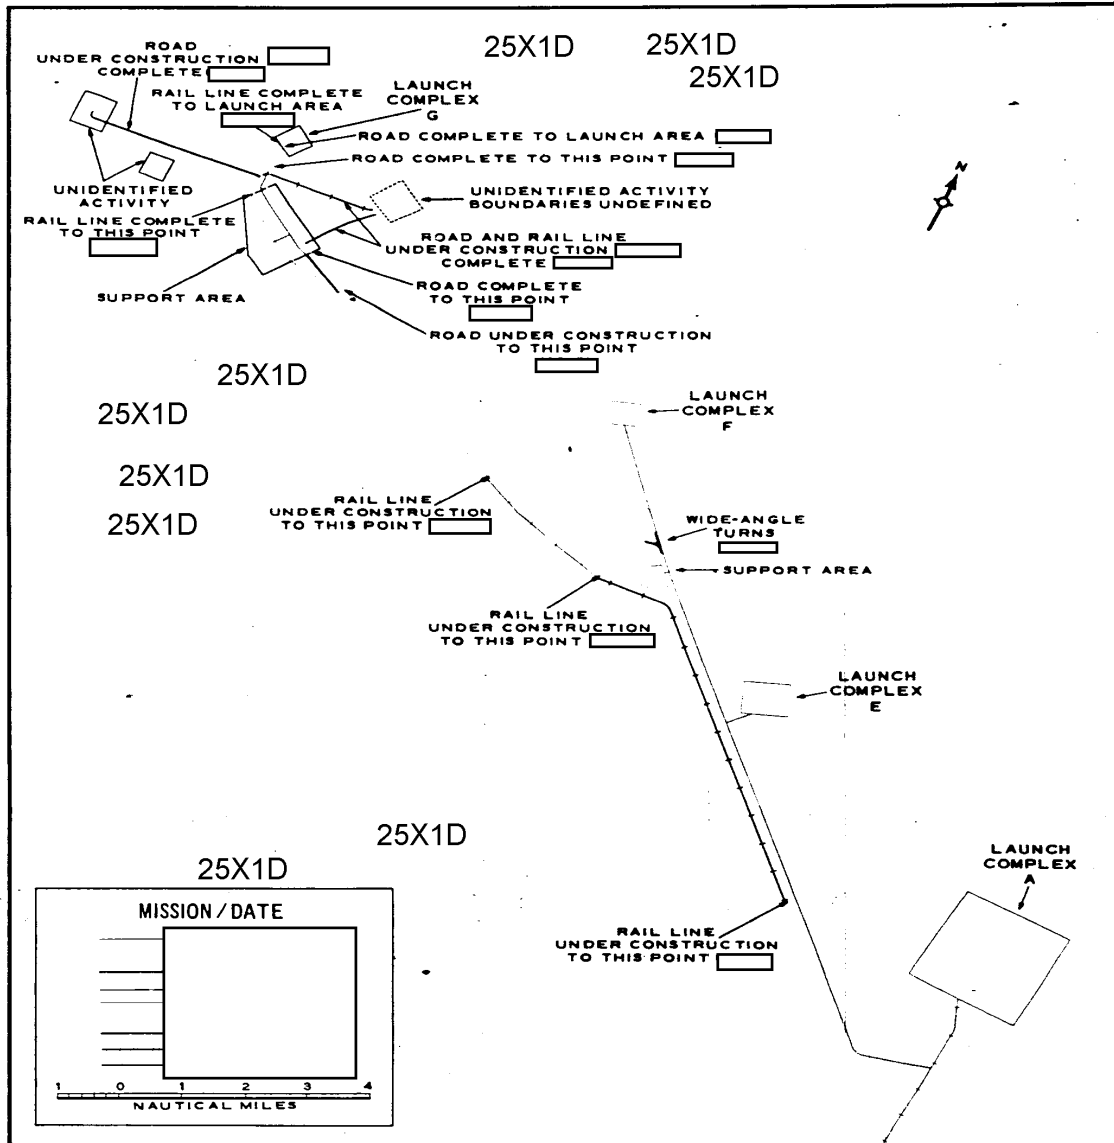 25X1D
25X1D
25X1D
ROAD
UNDER CONSTRUCTION
COMPLETE
RAIL LINE COMPLETE
TO LAUNCH AREA
LAUNCH
COMPLEX
G
ROAD COMPLETE TO LAUNCH AREA
ROAD COMPLETE TO THIS POINT
N
UNIDENTIFIED
ACTIVITY
UNIDENTIFIED ACTIVITY
BOUNDARIES UNDEFINED
RAIL LINE COMPLETE
TO THIS POINT
ROAD AND RAIL LINE
UNDER CONSTRUCTION
COMPLETE
SUPPORT AREA
ROAD COMPLETE
TO THIS POINT
ROAD UNDER CONSTRUCTION
TO THIS POINT
25X1D
25X1D
25X1D
25X1D
LAUNCH
COMPLEX
F
RAIL LINE
UNDER CONSTRUCTION
TO THIS POINT
WIDE-ANGLE
TURNS
SUPPORT AREA
RAIL LINE
UNDER CONSTRUCTION
TO THIS POINT
LAUNCH
COMPLEX
E
25X1D
25X1D
LAUNCH
COMPLEX
A
RAIL LINE
UNDER CONSTRUCTION
TO THIS POINT
MISSION/DATE
1 0 1 2 3 4
NAUTICAL MILES